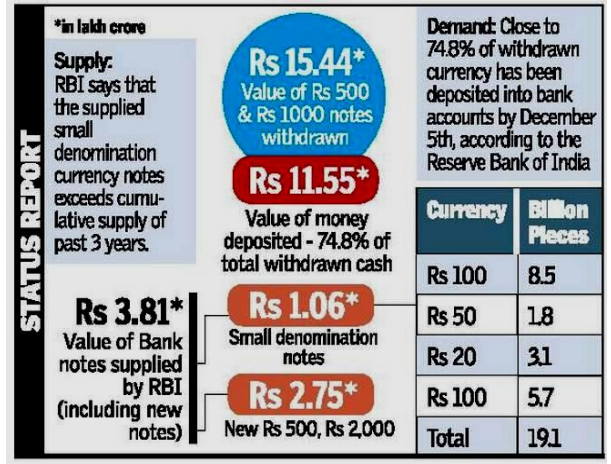 STATUS REPORT
*in lakh crore
Supply:
RBI says that
the supplied
small
denomination
currency notes
exceeds cumu-
lative supply of
past 3 years.
Rs 15.44*
Value of Rs 500
& Rs 1000 notes
withdrawn
Rs 11.55*
Value of money
deposited - 74.8% of
total withdrawn cash
Rs 3.81*
Value of Bank
notes supplied
by RBI
(including new
notes)
Rs 1.06*
Small denomination
notes
Rs 2.75*
New Rs 500, Rs 2,000
Demand: Close to
74.8% of withdrawn
currency has been
deposited into bank
accounts by December
5th, according to the
Reserve Bank of India
Currency Billion
Pieces
Rs 100 8.5
Rs 50 1.8
Rs 20 3.1
Rs 100 5.7
Total 19.1